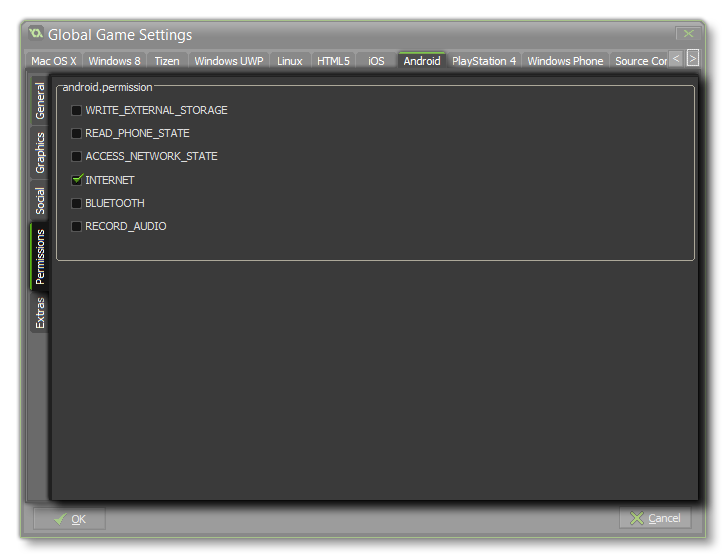 Global Game Settings
Mac OS X Windows 8 Tizen Windows UWP Linux HTML5 iOS Android PlayStation 4 Windows Phone Source Cor < >
General
Graphics
Social
Permissions
Extras
android.permission
WRITE_EXTERNAL_STORAGE
READ_PHONE_STATE
ACCESS_NETWORK_STATE
INTERNET
BLUETOOTH
RECORD_AUDIO
OK Cancel